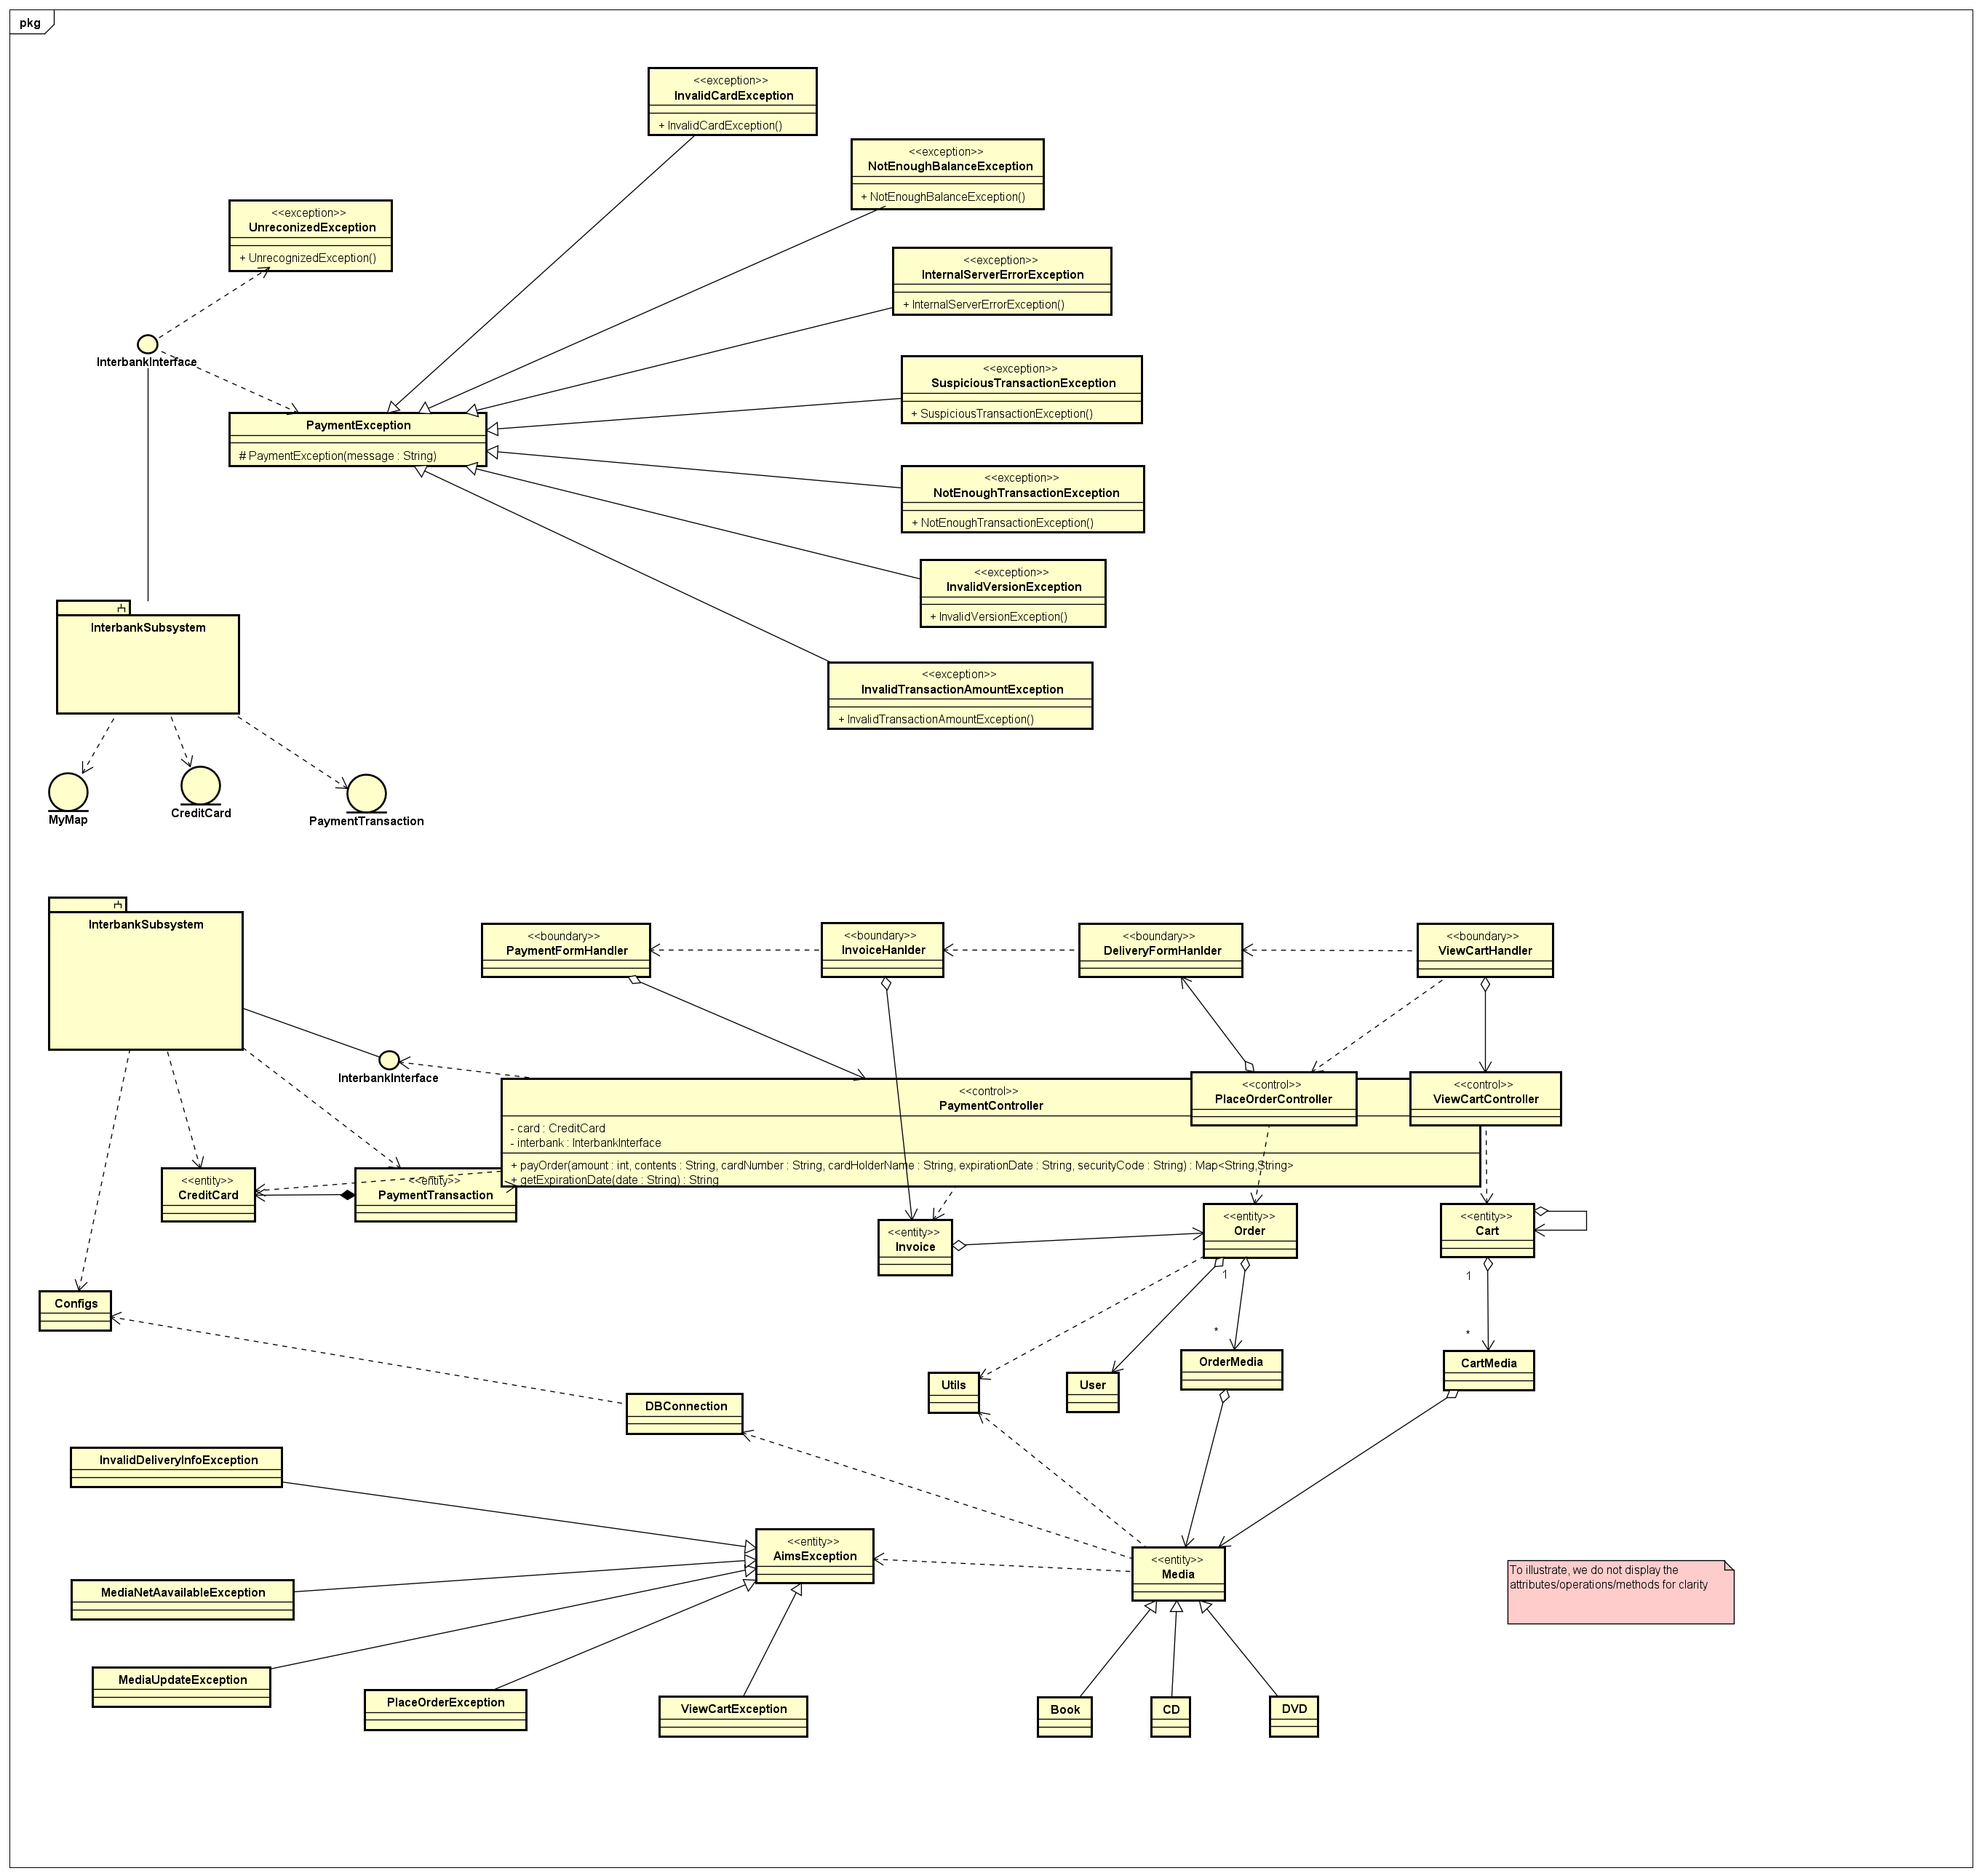 pkg
<<exception>>
InvalidCardException
+ InvalidCardException()
<<exception>>
NotEnoughBalanceException
+ NotEnoughBalanceException()
<<exception>>
UnreconizedException
+ UnrecognizedException()
<<exception>>
InternalServerErrorException
+ InternalServerErrorException()
InterbankInterface
<<exception>>
SuspiciousTransactionException
+ SuspiciousTransactionException()
PaymentException
# PaymentException(message : String)
<<exception>>
NotEnoughTransactionException
+ NotEnoughTransactionException()
<<exception>>
InvalidVersionException
+ InvalidVersionException()
InterbankSubsystem
<<exception>>
InvalidTransactionAmountException
+ InvalidTransactionAmountException()
MyMap
CreditCard
PaymentTransaction
InterbankSubsystem
<<boundary>>
PaymentFormHandler
<<boundary>>
InvoiceHanlder
<<boundary>>
DeliveryFormHanlder
<<boundary>>
ViewCartHandler
InterbankInterface
<<control>>
PaymentController
- card : CreditCard
- interbank : InterbankInterface
+ payOrder(amount : int, contents : String, cardNumber : String, cardHolderName : String, expirationDate : String, securityCode : String) : Map<String,String>
+ getExpirationDate(date : String) : String
<<control>>
PlaceOrderController
<<control>>
ViewCartController
<<entity>>
CreditCard
<<entity>>
PaymentTransaction
<<entity>>
Invoice
<<entity>>
Order
<<entity>>
Cart
1
1
Configs
*
*
OrderMedia
CartMedia
Utils
User
DBConnection
InvalidDeliveryInfoException
<<entity>>
AimsException
<<entity>>
Media
To illustrate, we do not display the
attributes/operations/methods for clarity
MediaNetAavailableException
MediaUpdateException
PlaceOrderException
ViewCartException
Book
CD
DVD